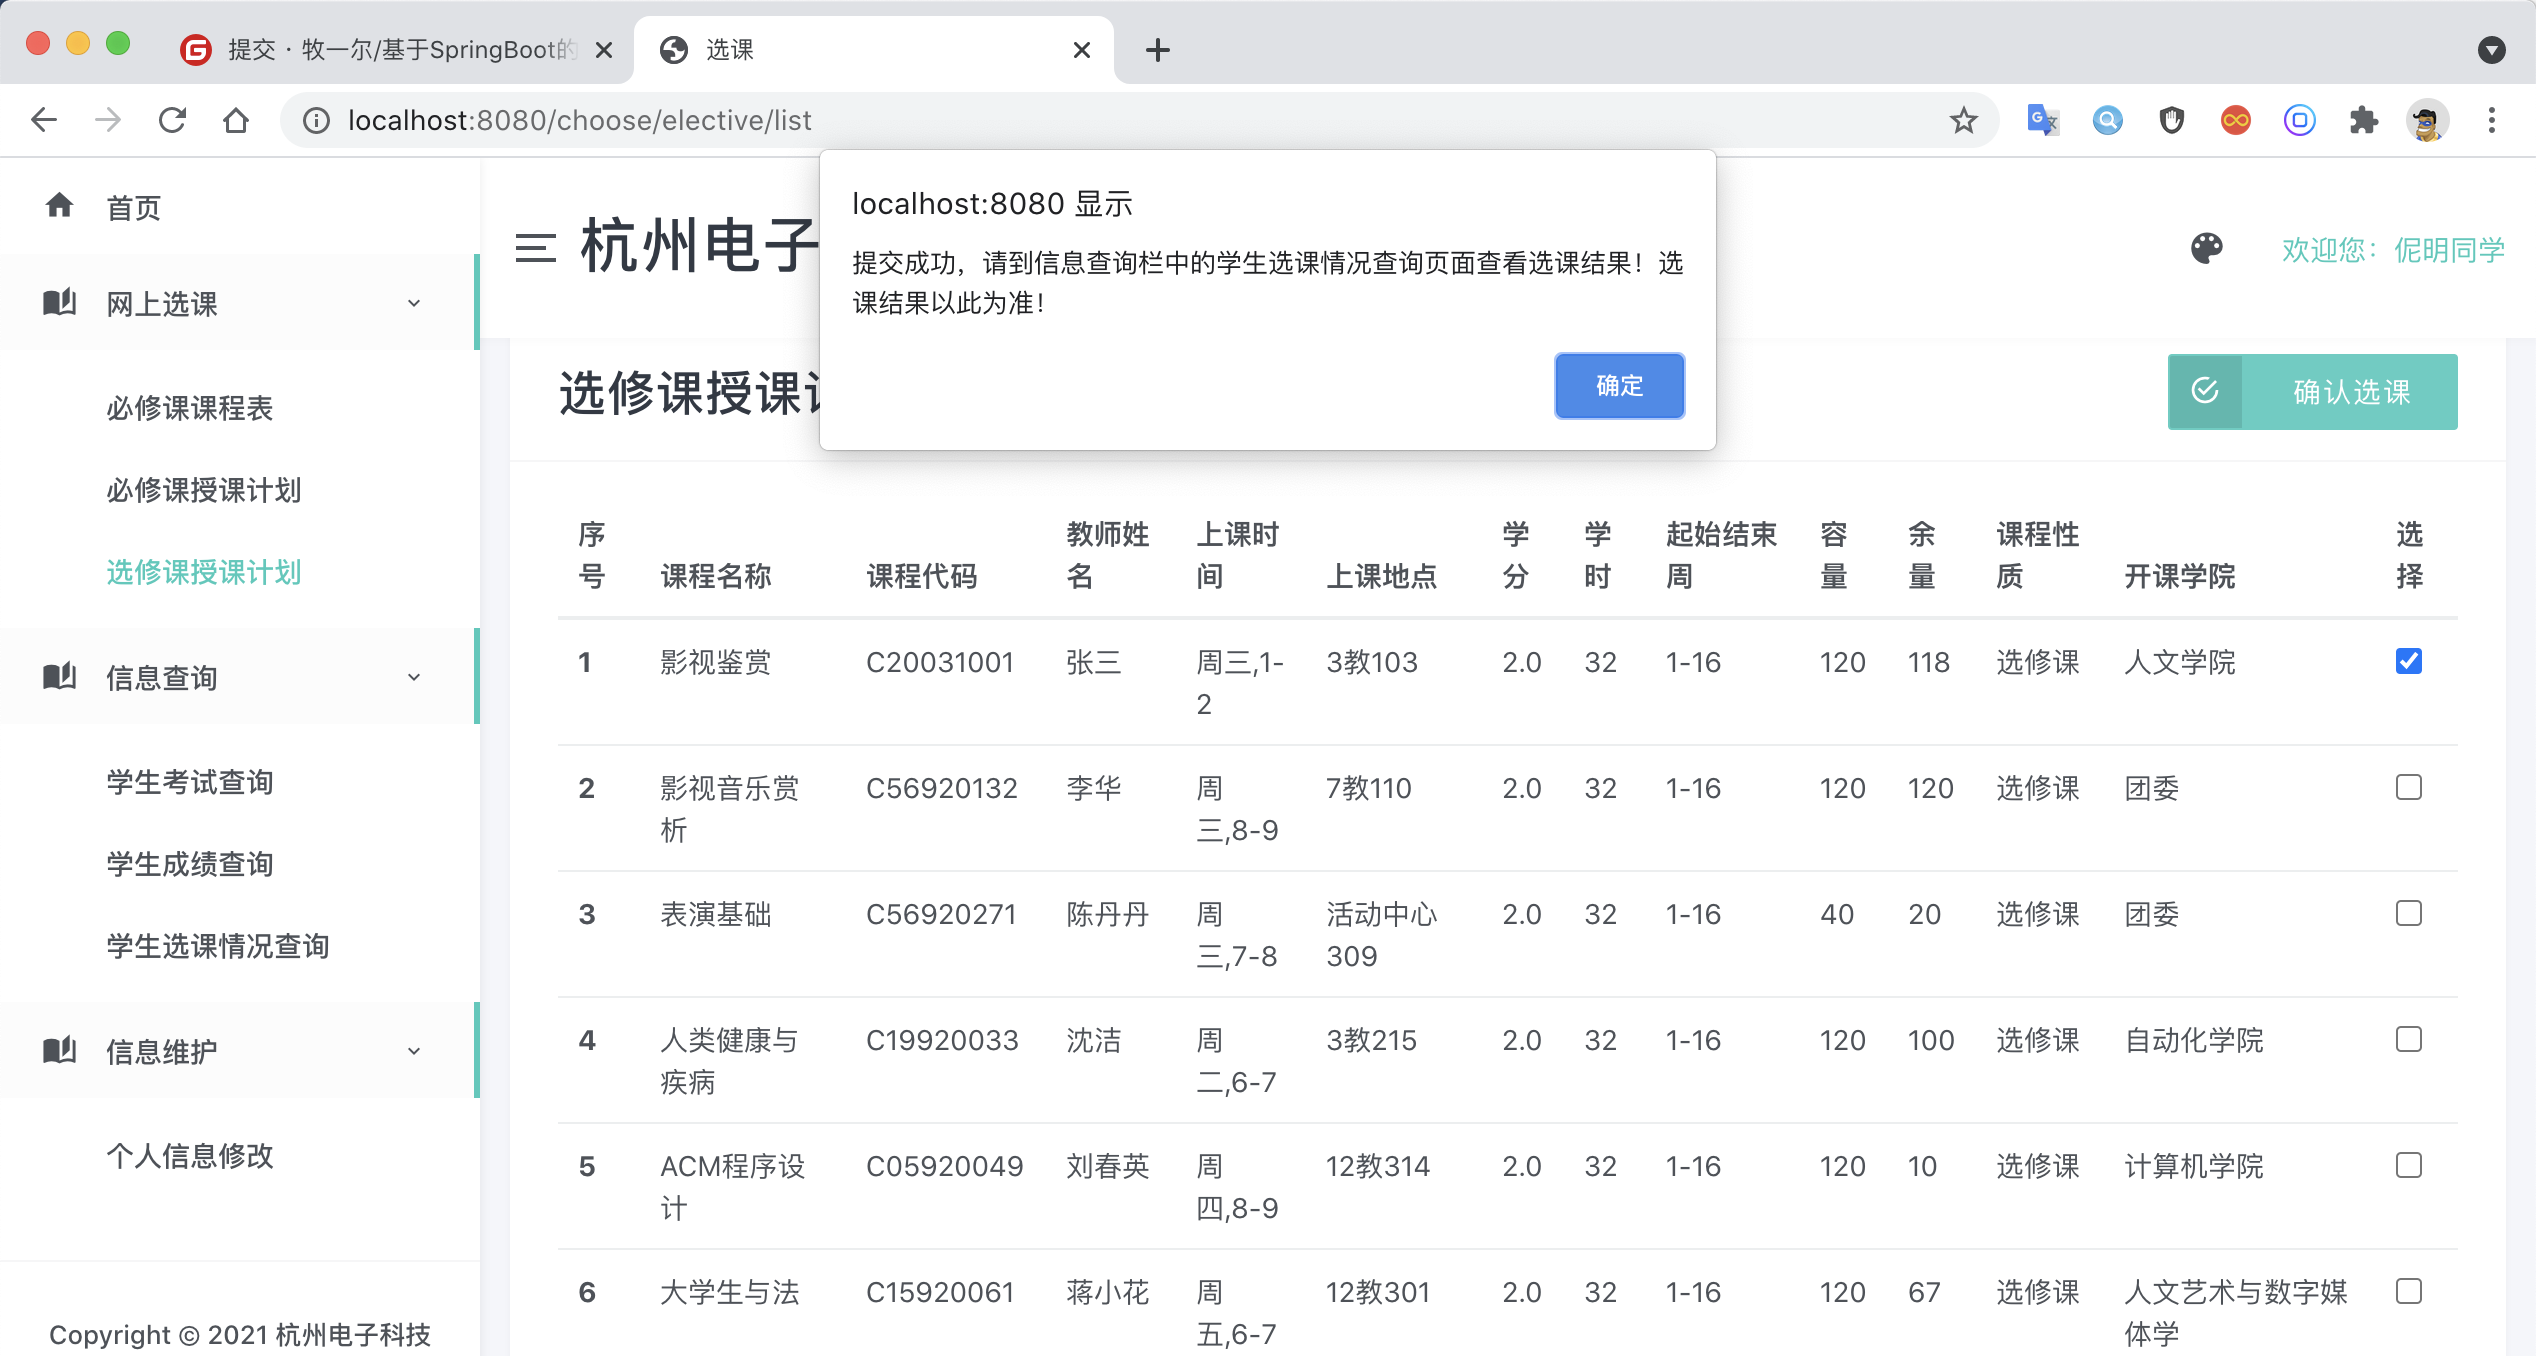 提交 · 牧一尔/基于SpringBoot的
选课
localhost:8080/choose/elective/list
首页
网上选课
必修课课程表
必修课授课计划
选修课授课计划
信息查询
学生考试查询
学生成绩查询
学生选课情况查询
信息维护
个人信息修改
Copyright © 2021 杭州电子科技
杭州电子
欢迎您：伲明同学
localhost:8080 显示
提交成功，请到信息查询栏中的学生选课情况查询页面查看选课结果！选
课结果以此为准！
确定
选修课授课
确认选课
序号 课程名称 课程代码 教师姓名 上课时间 上课地点 学分 学时 起始结束周 容量 余量 课程性质 开课学院 选择
1 影视鉴赏 C20031001 张三 周三,1-2 3教103 2.0 32 1-16 120 118 选修课 人文学院
2 影视音乐赏析 C56920132 李华 周三,8-9 7教110 2.0 32 1-16 120 120 选修课 团委
3 表演基础 C56920271 陈丹丹 周三,7-8 活动中心309 2.0 32 1-16 40 20 选修课 团委
4 人类健康与疾病 C19920033 沈洁 周二,6-7 3教215 2.0 32 1-16 120 100 选修课 自动化学院
5 ACM程序设计 C05920049 刘春英 周四,8-9 12教314 2.0 32 1-16 120 10 选修课 计算机学院
6 大学生与法 C15920061 蒋小花 周五,6-7 12教301 2.0 32 1-16 120 67 选修课 人文艺术与数字媒体学